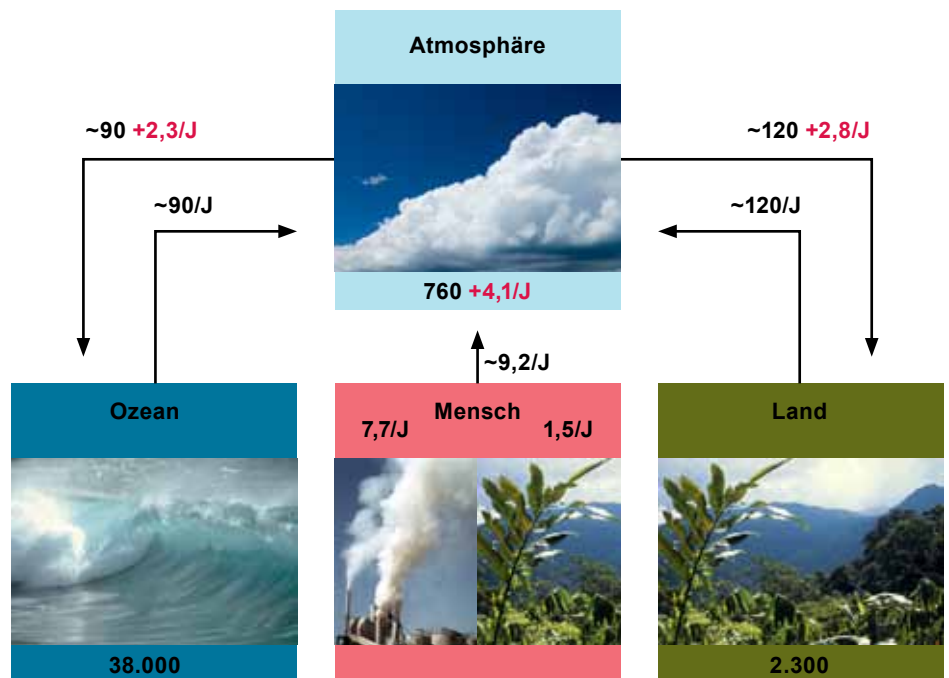 Atmosphäre
~90 +2,3/J
~120 +2,8/J
~90/J
~120/J
760 +4,1/J
~9,2/J
Ozean
Mensch
Land
7,7/J
1,5/J
38.000
2.300